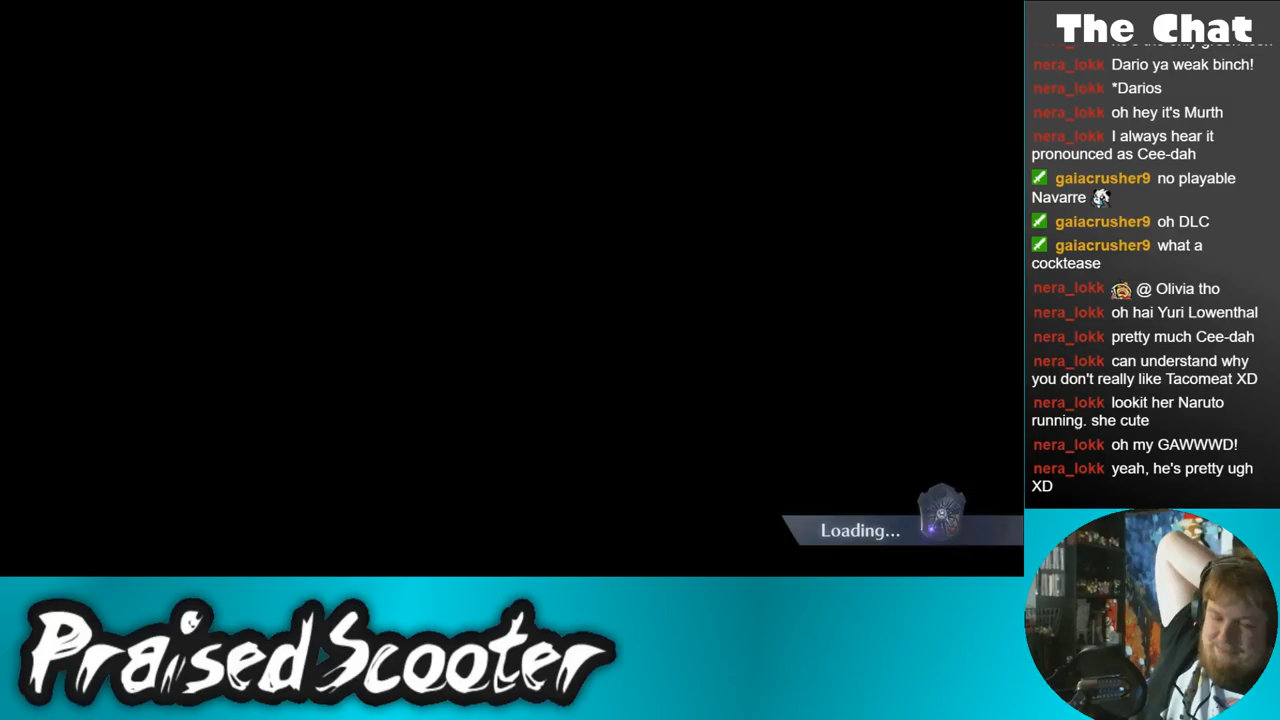 The Chat
nera_lokk Dario ya weak binch!
nera_lokk *Darios
nera_lokk oh hey it's Murth
nera_lokk I always hear it
pronounced as Cee-dah
gaiacrusher9 no playable
Navarre
gaiacrusher9 oh DLC
gaiacrusher9 what a
cocktease
nera_lokk @ Olivia tho
nera_lokk oh hai Yuri Lowenthal
nera_lokk pretty much Cee-dah
nera_lokk can understand why
you don't really like Tacomeat XD
nera_lokk lookit her Naruto
running. she cute
nera_lokk oh my GAWWWD!
nera_lokk yeah, he's pretty ugh
XD
Loading...
PraisedScooter